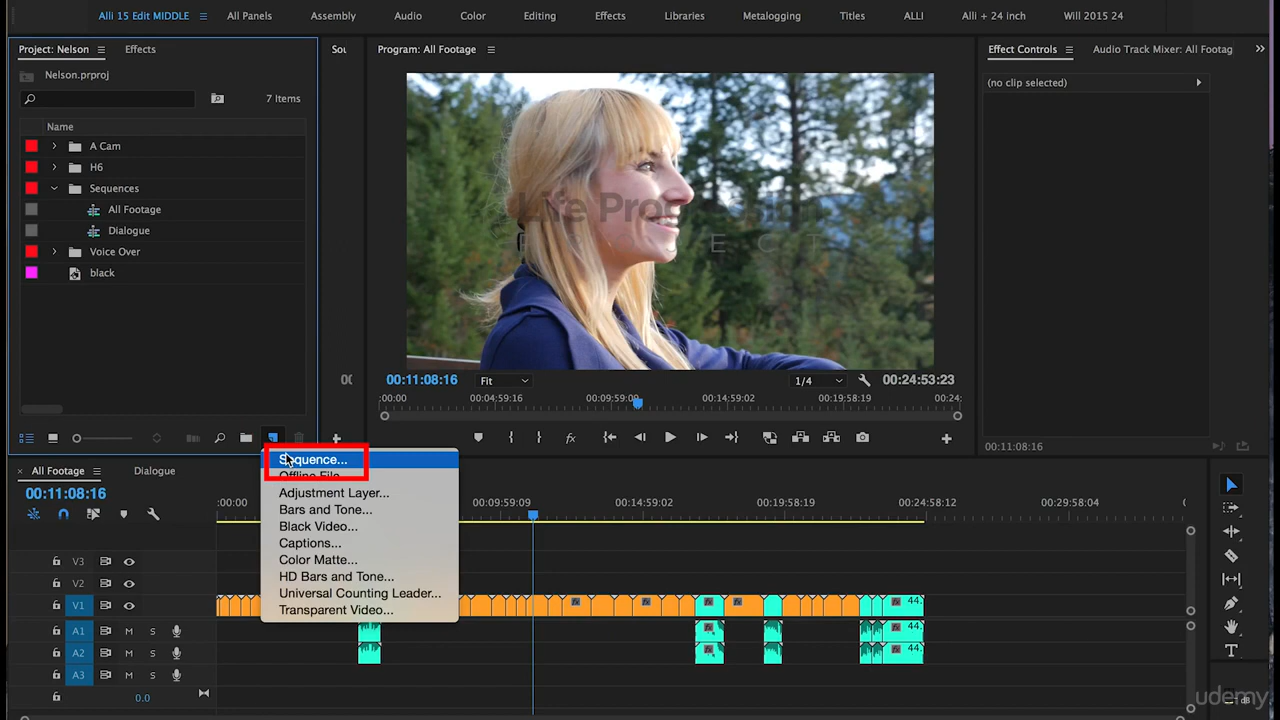 Alli 15 Edit MIDDLE All Panels Assembly Audio Color Editing Effects Libraries Metalogging Titles ALLI Alli + 24 inch Will 2015 24
Project: Nelson Effects Sou Program: All Footage Effect Controls Audio Track Mixer: All Footag
Nelson.prproj
(no clip selected)
7 Items
Name
A Cam
H6
Sequences
All Footage
Dialogue
Voice Over
black
00:11:08:16 Fit 1/4 00:24:53:23
:00:00 00:04:59:16 00:09:59:09 00:14:59:02 00:19:58:19 00:24:
00:11:08:16
Sequence...
Offline File...
Adjustment Layer...
Bars and Tone...
Black Video...
Captions...
Color Matte...
HD Bars and Tone...
Universal Counting Leader...
Transparent Video...
All Footage Dialogue
00:11:08:16
:00:00 00:09:59:09 00:14:59:02 00:19:58:19 00:24:58:12 00:29:58:04
V3
V2
V1 44.
A1 M S 44.
A2 M S 44.
A3 M S
0.0
udemy